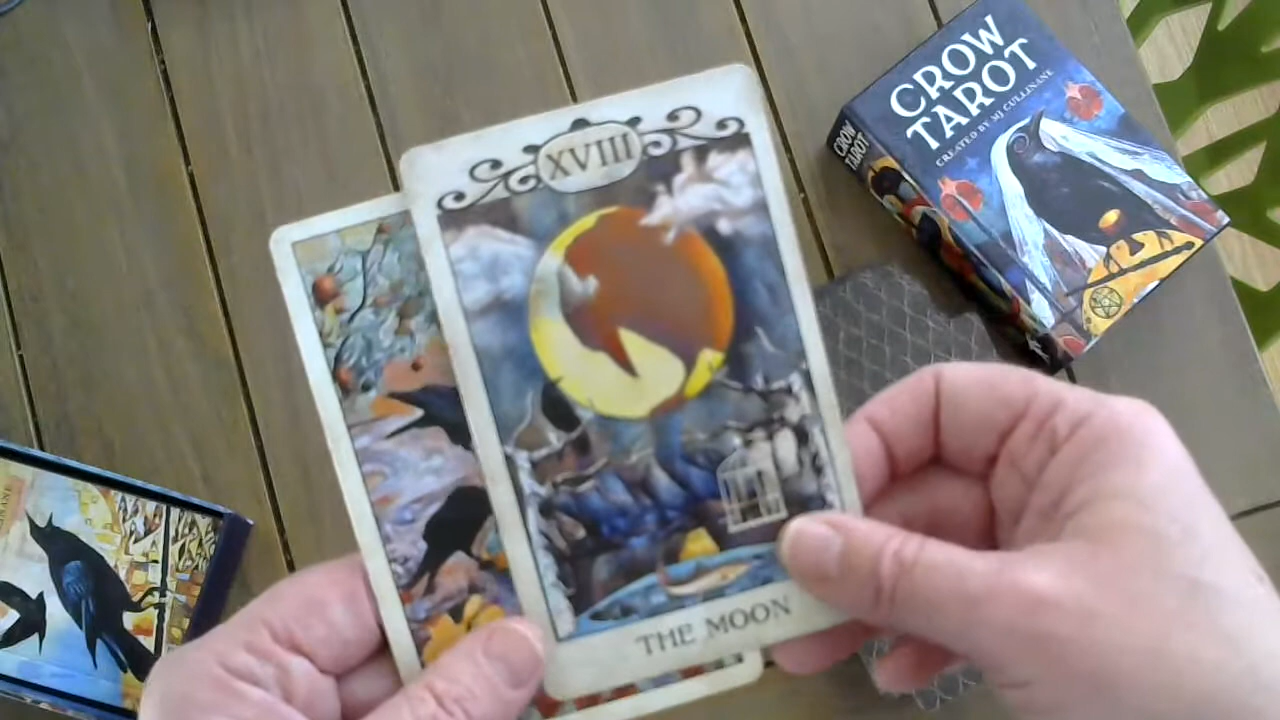 CROW
TAROT
CREATED BY MJ CULLINANE
CROW
TAROT
XVIII
THE MOON